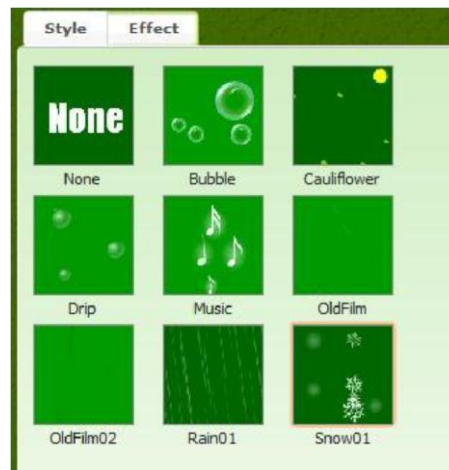 Style Effect
None
None Bubble Cauliflower
Drip Music OldFilm
OldFilm02 Rain01 Snow01